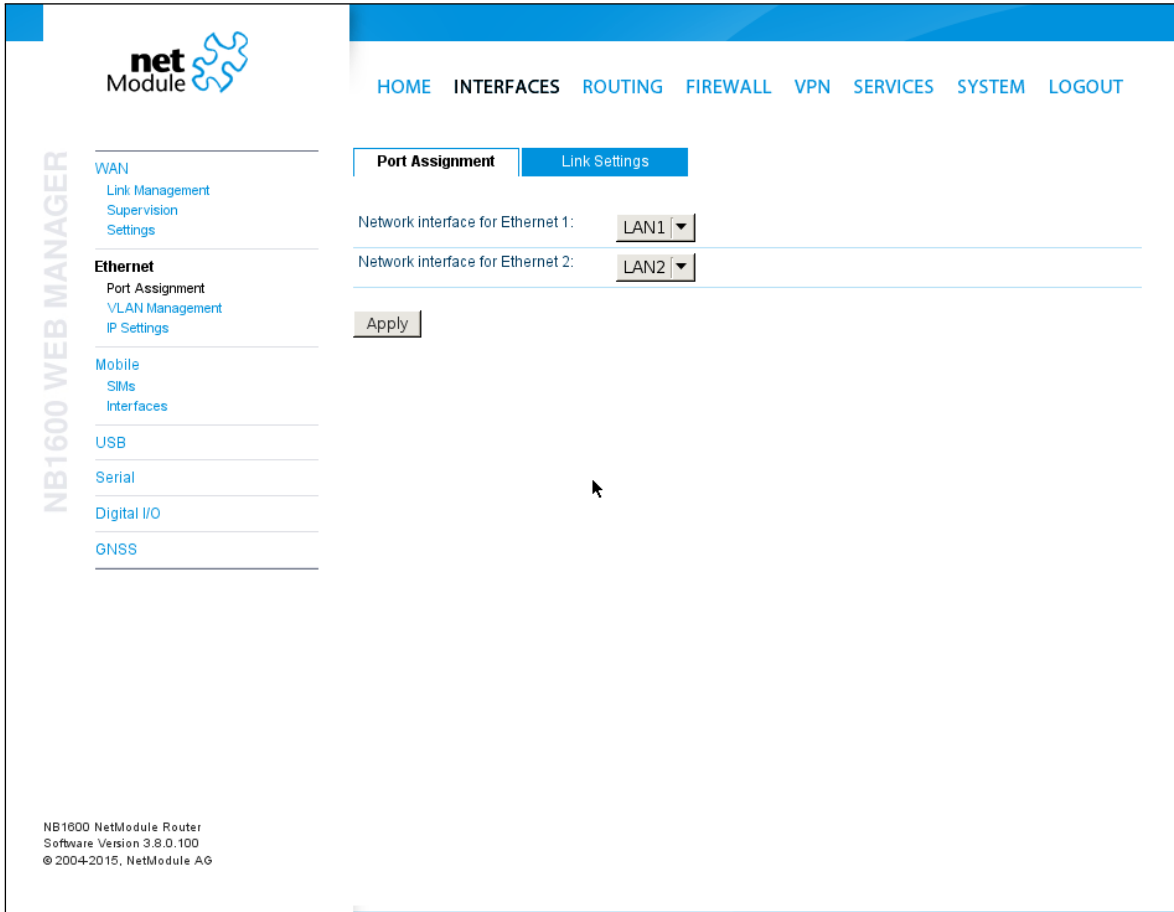 net
Module
HOME INTERFACES ROUTING FIREWALL VPN SERVICES SYSTEM LOGOUT
NB1600 WEB MANAGER
WAN
Link Management
Supervision
Settings
Ethernet
Port Assignment
VLAN Management
IP Settings
Mobile
SIMs
Interfaces
USB
Serial
Digital I/O
GNSS
Port Assignment Link Settings
Network interface for Ethernet 1: LAN1
Network interface for Ethernet 2: LAN2
Apply
NB1600 NetModule Router
Software Version 3.8.0.100
© 2004-2015, NetModule AG